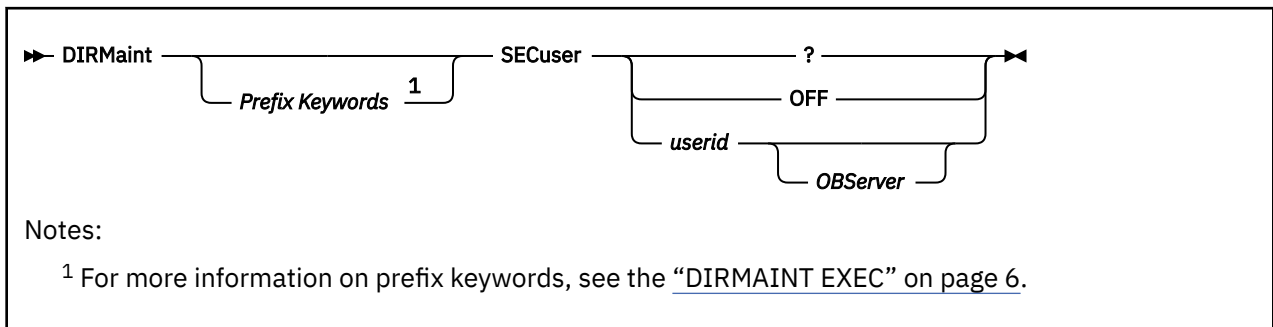 DIRMaint Prefix Keywords 1 SECuser ? OFF userid OBServer
Notes:
1 For more information on prefix keywords, see the “DIRMAINT EXEC” on page 6.